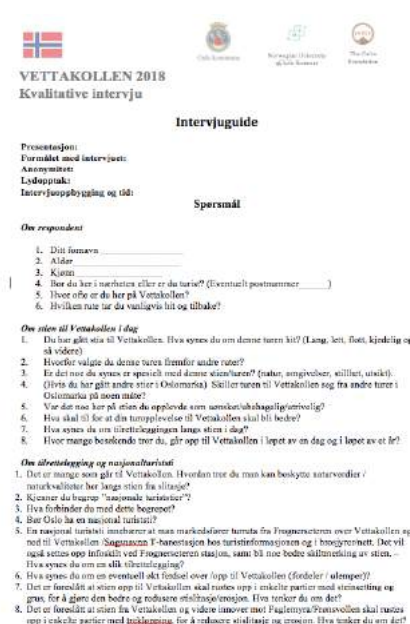 Oslo kommune
Norwegian University of Life Sciences
VETTAKOLLEN 2018
Kvalitative intervju
Intervjuguide
Presentasjon:
Formålet med intervjuet:
Anonymitet:
Lydopptak:
Intervjuoppbygging og tid:
Spørsmål
Om respondent
1. Ditt fornavn
2. Alder
3. Kjønn
4. Bor du her i nærheten eller er du turist? (Eventuelt postnummer )
5. Hvor ofte er du her på Vettakollen?
6. Hvilken rute tar du vanligvis hit og tilbake?
Om stien til Vettakollen i dag
1. Du har gått stia til Vettakollen. Hva synes du om denne turen hit? (Lang, lett, flott, kjedelig og
så videre)
2. Hvorfor valgte du denne turen fremfor andre ruter?
3. Er det noe du synes er spesielt med denne stien/turen? (natur, omgivelser, stillhet, utsikt).
4. (Hvis du har gått andre stier i Oslomarka) Skiller turen til Vettakollen seg fra andre turer i
Oslomarka på noen måte?
5. Var det noe her på stien du opplevde som uønsket/ubehagelig/utrivelig?
6. Hva skal til for at din turopplevelse til Vettakollen skal bli bedre?
7. Hva synes du om tilretteleggingen langs stien i dag?
8. Hvor mange besøkende tror du, går opp til Vettakollen i løpet av en dag og i løpet av et år?
Om tilrettelegging og nasjonalturiststi
1. Det er mange som går til Vettakollen. Hvordan tror du man kan beskytte naturverdier /
naturkvaliteter her langs stien fra slitasje?
2. Kjenner du begrep "nasjonale turiststier"?
3. Hva forbinder du med dette begrepet?
4. Bør Oslo ha en nasjonal turiststi?
5. En nasjonal turiststi innebærer at man markedsfører turruta fra Frognerseteren over Vettakollen og
ned til Vettakollen /Sognsvann T-banestasjon hos turistinformasjonen og i brosjyrer/nett. Det vil
også settes opp infoskilt ved Frognerseteren stasjon, samt bli noe bedre skiltmerking av stien. –
Hva synes du om en slik tilrettelegging?
6. Hva synes du om en eventuell økt ferdsel over /opp til Vettakollen (fordeler / ulemper)?
7. Det er foreslått at stien opp til Vettakollen skal rustes opp i enkelte partier med steinsetting og
grus, for å gjøre den bedre og redusere stislitasje/erosjon. Hva tenker du om det?
8. Det er foreslått at stien fra Vettakollen og videre innover mot Paglemyra/Frønsvollen skal rustes
opp i enkelte partier med treklopping, for å redusere stislitasje og erosjon. Hva tenker du om det?